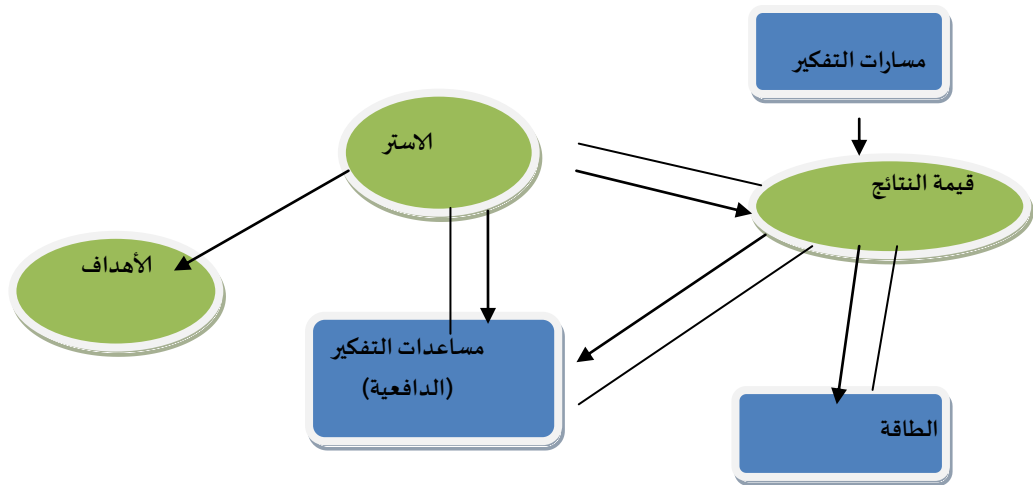 مسارات التفكير
الاستر
قيمة النتائج
الأهداف
مساعدات التفكير
(الدافعية)
الطاقة